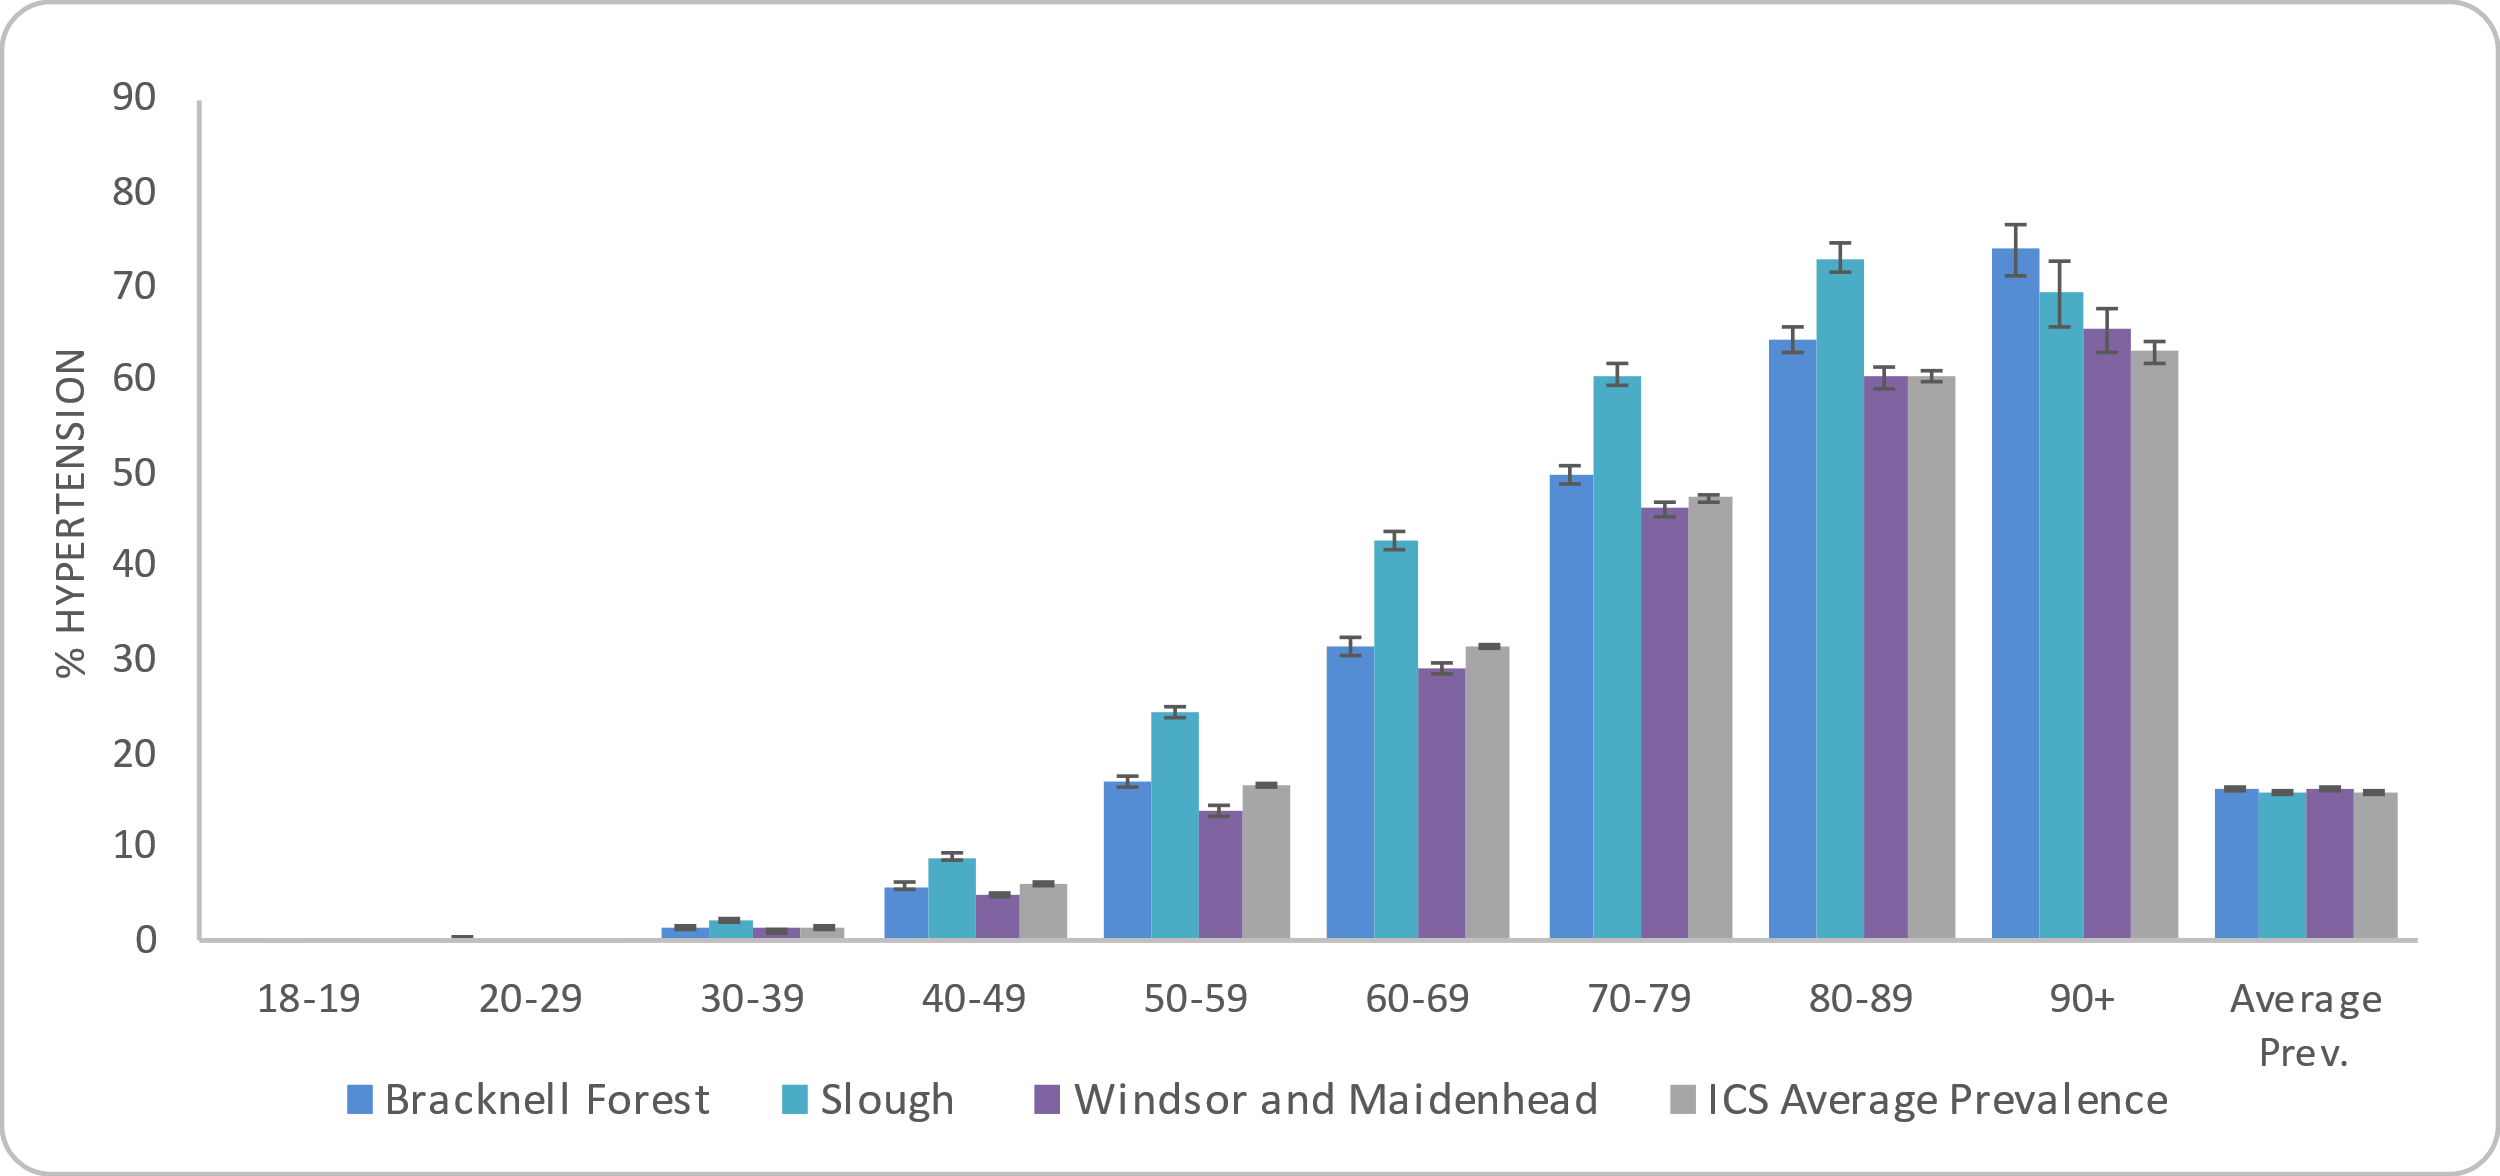 90
80
70
60
50
40
30
20
10
0
% HYPERTENSION
18-19 20-29 30-39 40-49 50-59 60-69 70-79 80-89 90+ Average
Prev.
Bracknell Forest Slough Windsor and Maidenhead ICS Average Prevalence